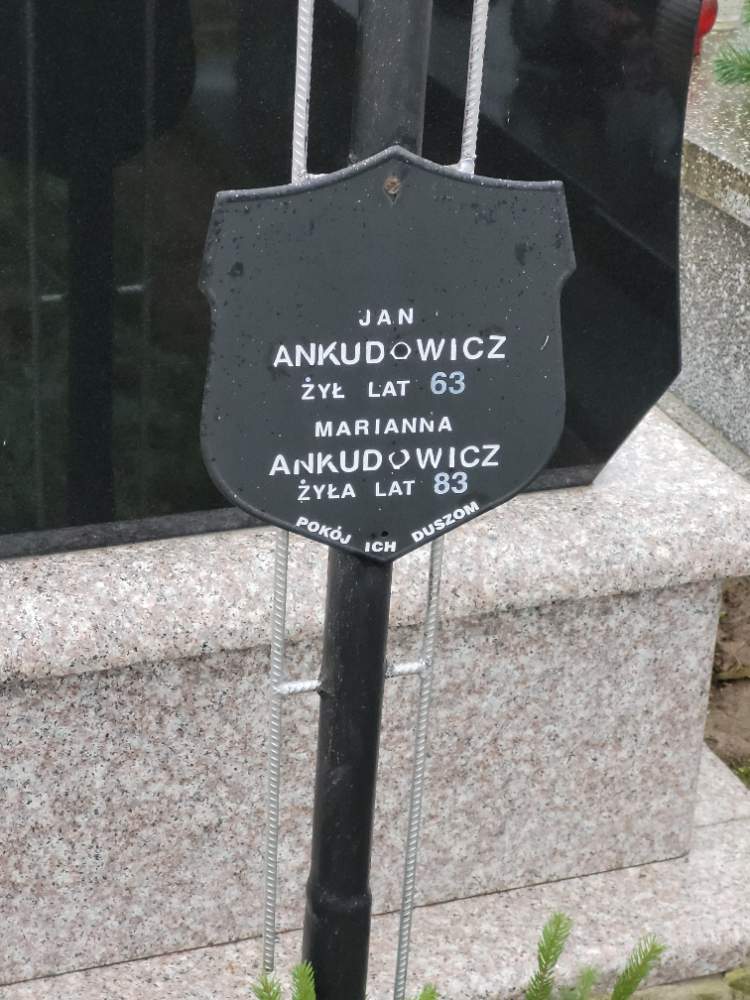 JAN
ANKUDOWICZ
ŻYŁ LAT 63
MARIANNA
ANKUDOWICZ
ŻYŁA LAT 83
POKÓJ ICH DUSZOM